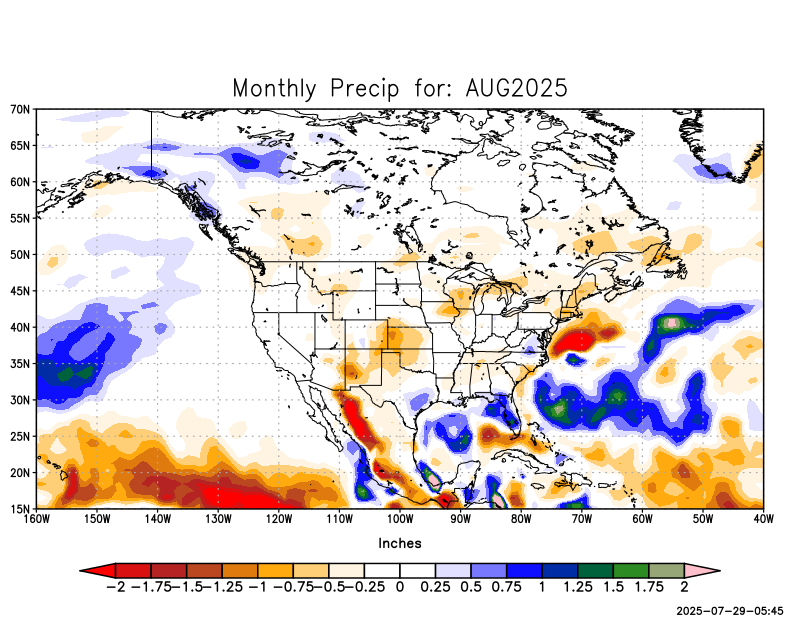 Monthly Precip for: AUG2025
70N
65N
60N
55N
50N
45N
40N
35N
30N
25N
20N
15N
160W 150W 140W 130W 120W 110W 100W 90W 80W 70W 60W 50W 40W
Inches
-2 -1.75 -1.5 -1.25 -1 -0.75 -0.5 -0.25 0 0.25 0.5 0.75 1 1.25 1.5 1.75 2
2025-07-29-05:45